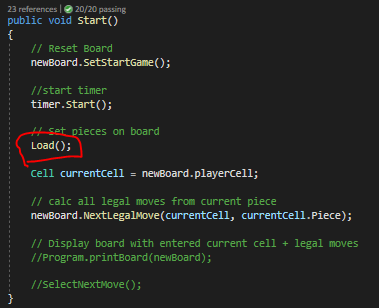 23 references | 20/20 passing
public void Start()
{
// Reset Board
newBoard.SetStartGame();
//start timer
timer.Start();
// Set pieces on board
Load();
Cell currentCell = newBoard.playerCell;
// calc all legal moves from current piece
newBoard.NextLegalMove(currentCell, currentCell.Piece);
// Display board with entered current cell + legal moves
//Program.printBoard(newBoard);
//SelectNextMove();
}